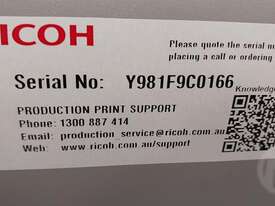 RICOH
Please quote the serial num
placing a call or ordering
Serial No: Y981F9C0166
Knowledge
PRODUCTION PRINT SUPPORT
Phone: 1300 887 414
Email: production_service@ricoh.com
Web: www.ricoh.com.au/support